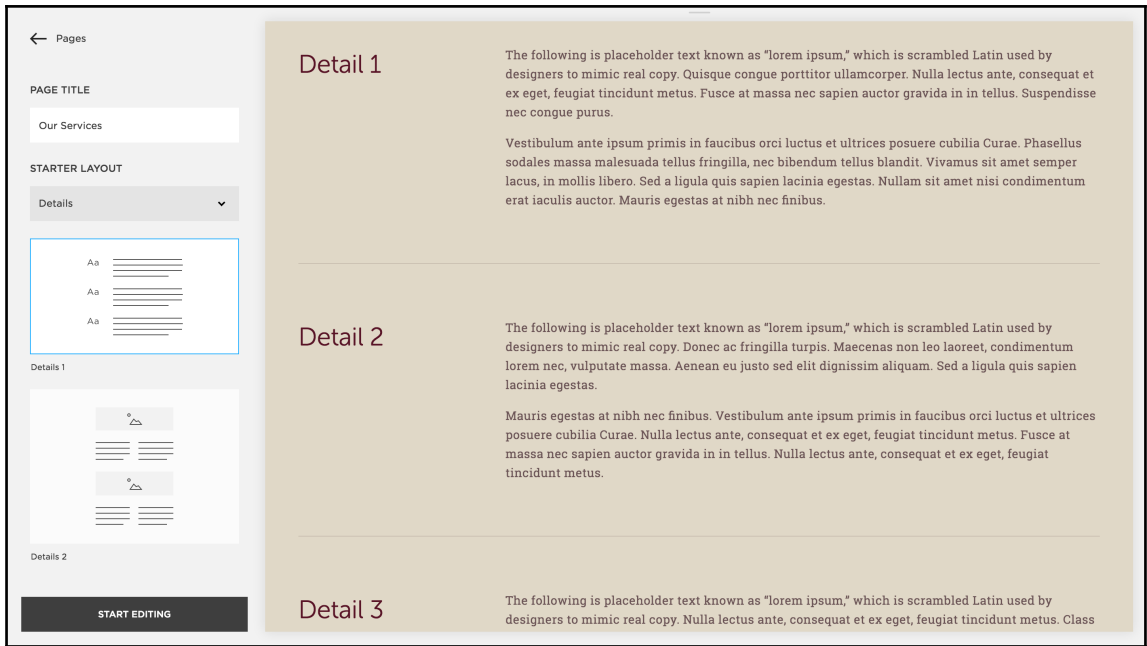 Pages
PAGE TITLE
Our Services
STARTER LAYOUT
Details
Aa
Aa
Aa
Details 1
Details 2
START EDITING
Detail 1
The following is placeholder text known as “lorem ipsum,” which is scrambled Latin used by
designers to mimic real copy. Quisque congue porttitor ullamcorper. Nulla lectus ante, consequat et
ex eget, feugiat tincidunt metus. Fusce at massa nec sapien auctor gravida in in tellus. Suspendisse
nec congue purus.
Vestibulum ante ipsum primis in faucibus orci luctus et ultrices posuere cubilia Curae. Phasellus
sodales massa malesuada tellus fringilla, nec bibendum tellus blandit. Vivamus sit amet semper
lacus, in mollis libero. Sed a ligula quis sapien lacinia egestas. Nullam sit amet nisi condimentum
erat iaculis auctor. Mauris egestas at nibh nec finibus.
Detail 2
The following is placeholder text known as “lorem ipsum,” which is scrambled Latin used by
designers to mimic real copy. Donec ac fringilla turpis. Maecenas non leo laoreet, condimentum
lorem nec, vulputate massa. Aenean eu justo sed elit dignissim aliquam. Sed a ligula quis sapien
lacinia egestas.
Mauris egestas at nibh nec finibus. Vestibulum ante ipsum primis in faucibus orci luctus et ultrices
posuere cubilia Curae. Nulla lectus ante, consequat et ex eget, feugiat tincidunt metus. Fusce at
massa nec sapien auctor gravida in in tellus. Nulla lectus ante, consequat et ex eget, feugiat
tincidunt metus.
Detail 3
The following is placeholder text known as “lorem ipsum,” which is scrambled Latin used by
designers to mimic real copy. Nulla lectus ante, consequat et ex eget, feugiat tincidunt metus. Class